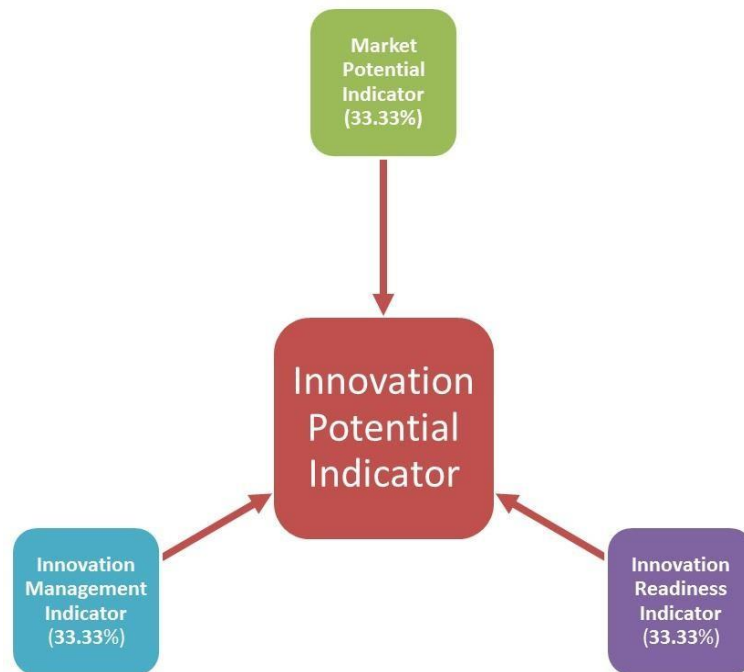 Market
Potential
Indicator
(33.33%)
Innovation
Potential
Indicator
Innovation
Management
Indicator
(33.33%)
Innovation
Readiness
Indicator
(33.33%)